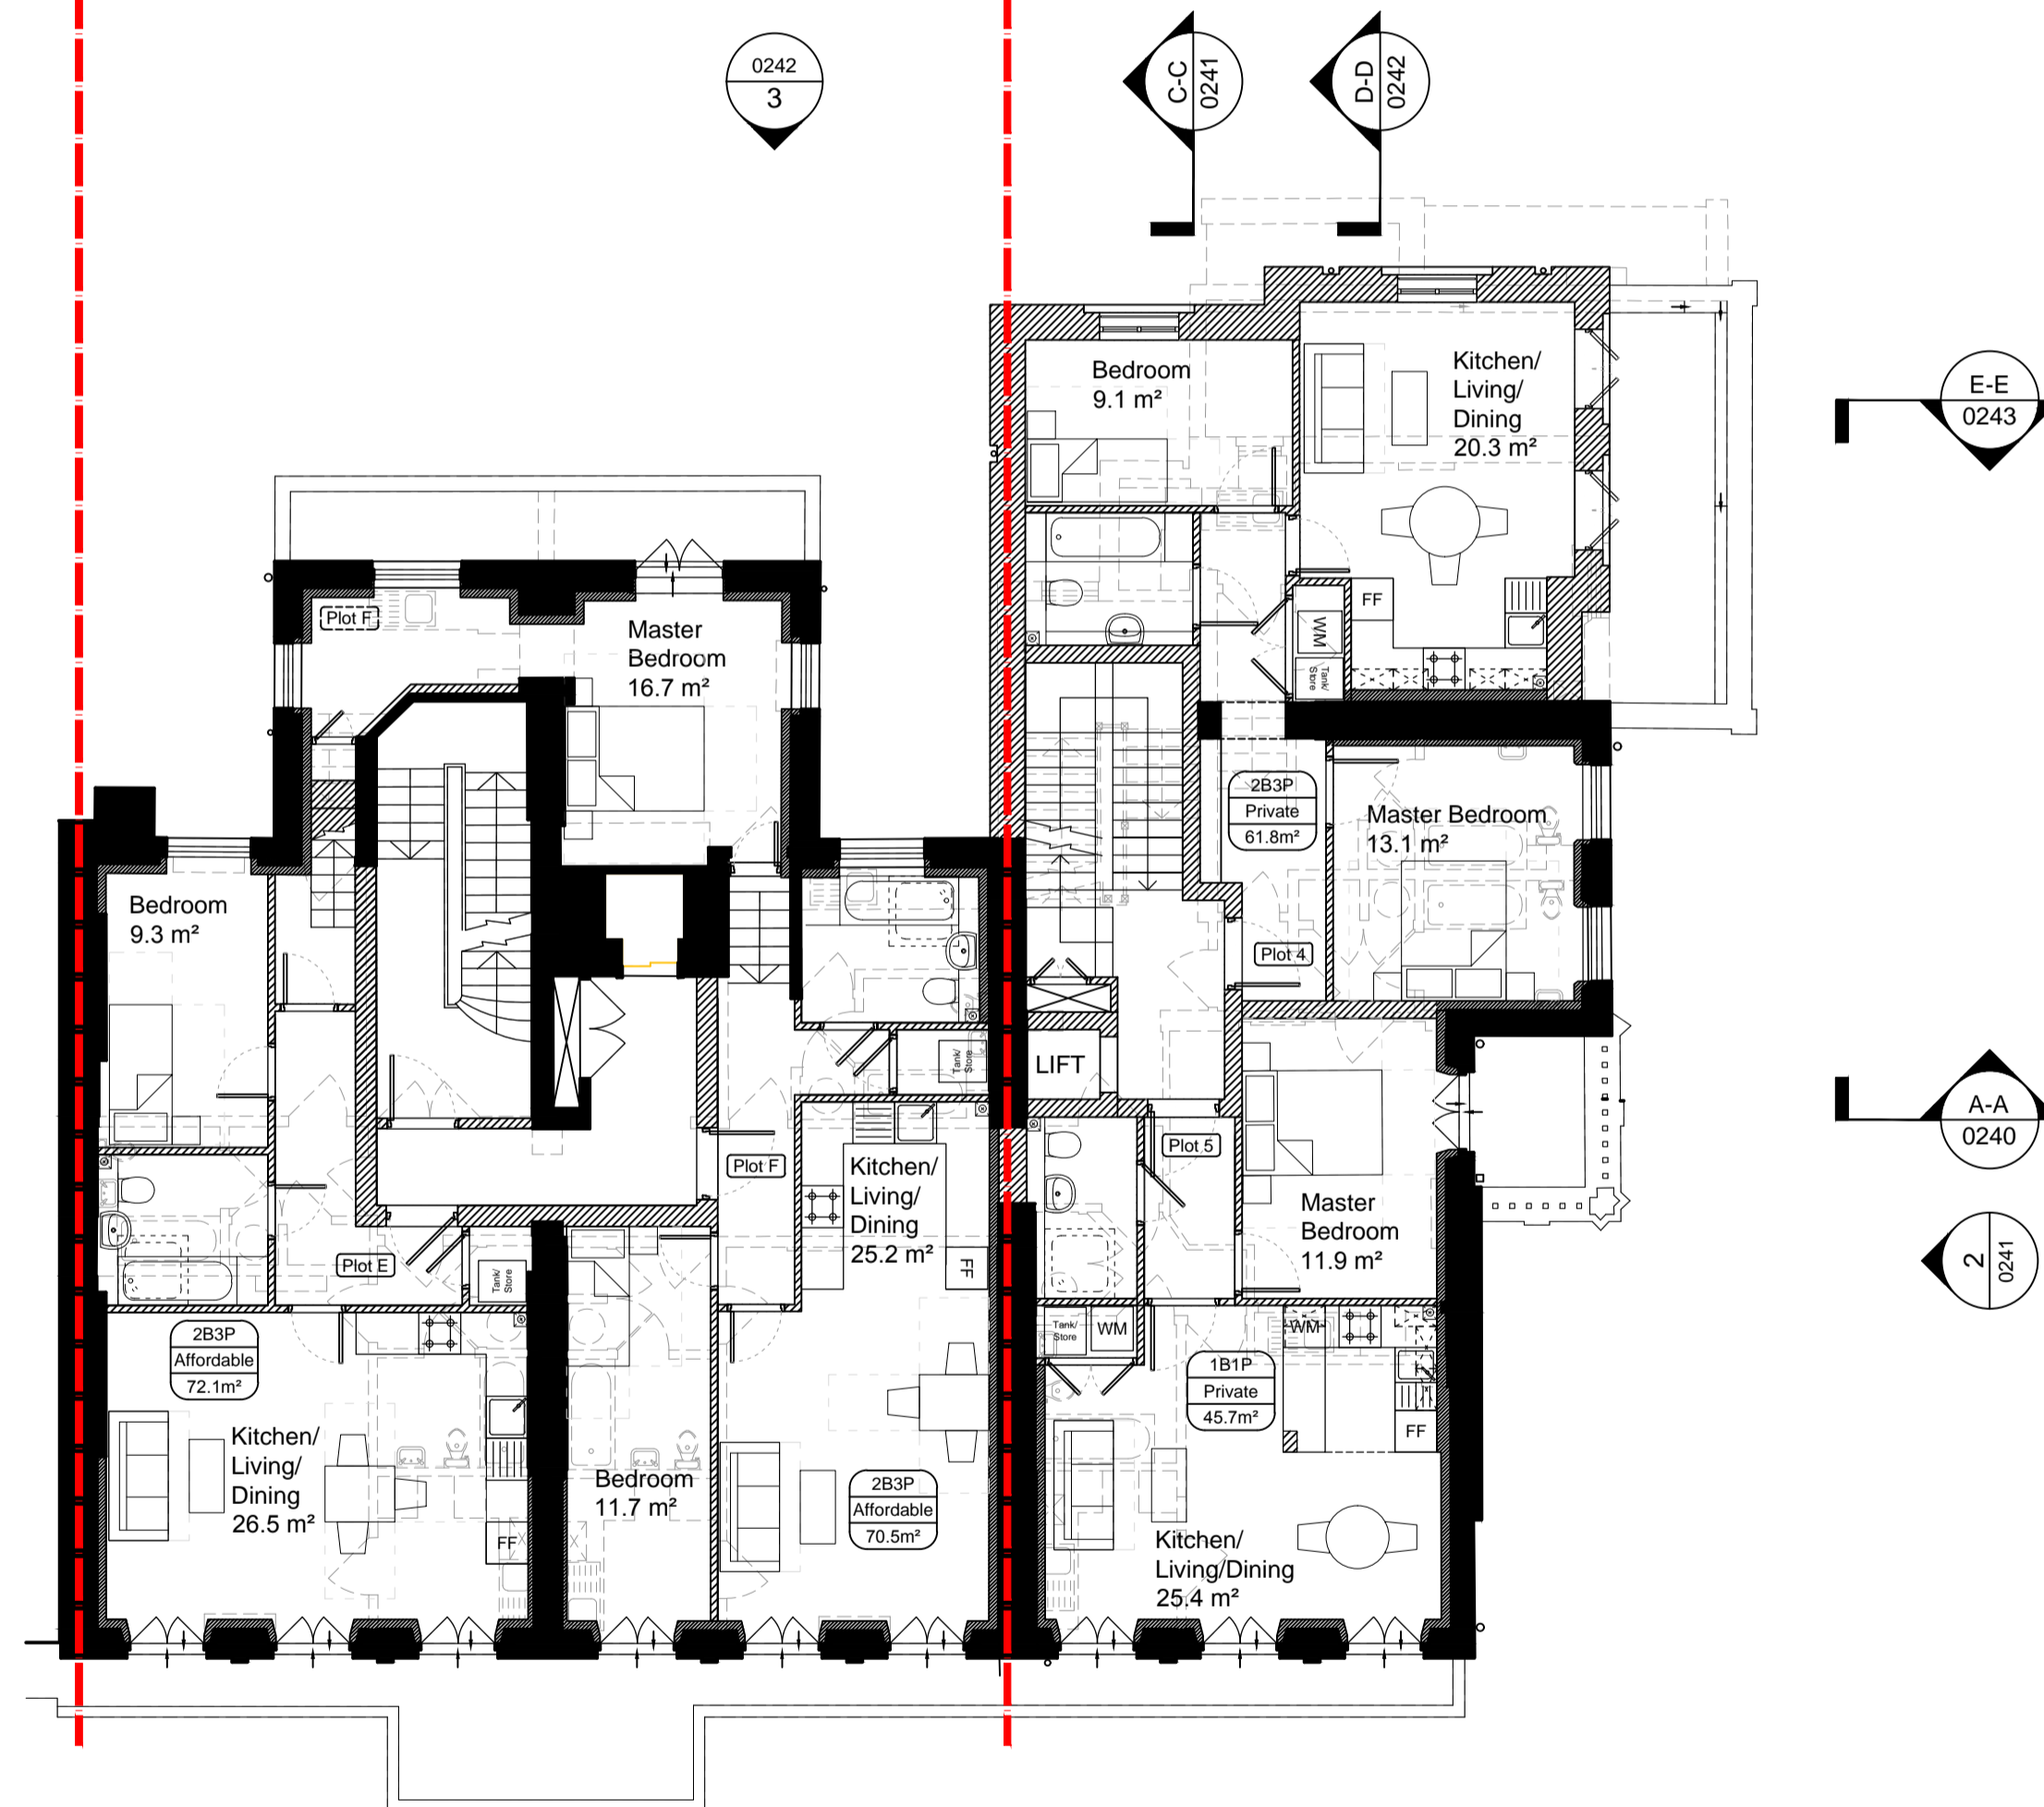 0242
3
C-C
0241
D-D
0242
E-E
0243
A-A
0240
2
0241
Bedroom
9.1 m²
Kitchen/
Living/
Dining
20.3 m²
FF
WM
Tank/
Store
Plot F
Master
Bedroom
16.7 m²
2B3P
Private
61.8m²
Master Bedroom
13.1 m²
Plot 4
Bedroom
9.3 m²
Tank/
Store
LIFT
Plot F
Kitchen/
Living/
Dining
25.2 m²
FF
Plot 5
Master
Bedroom
11.9 m²
Plot E
Tank/
Store
2B3P
Affordable
72.1m²
Kitchen/
Living/
Dining
26.5 m²
FF
Bedroom
11.7 m²
2B3P
Affordable
70.5m²
Tank/
Store
WM
WM
1B1P
Private
45.7m²
FF
Kitchen/
Living/Dining
25.4 m²